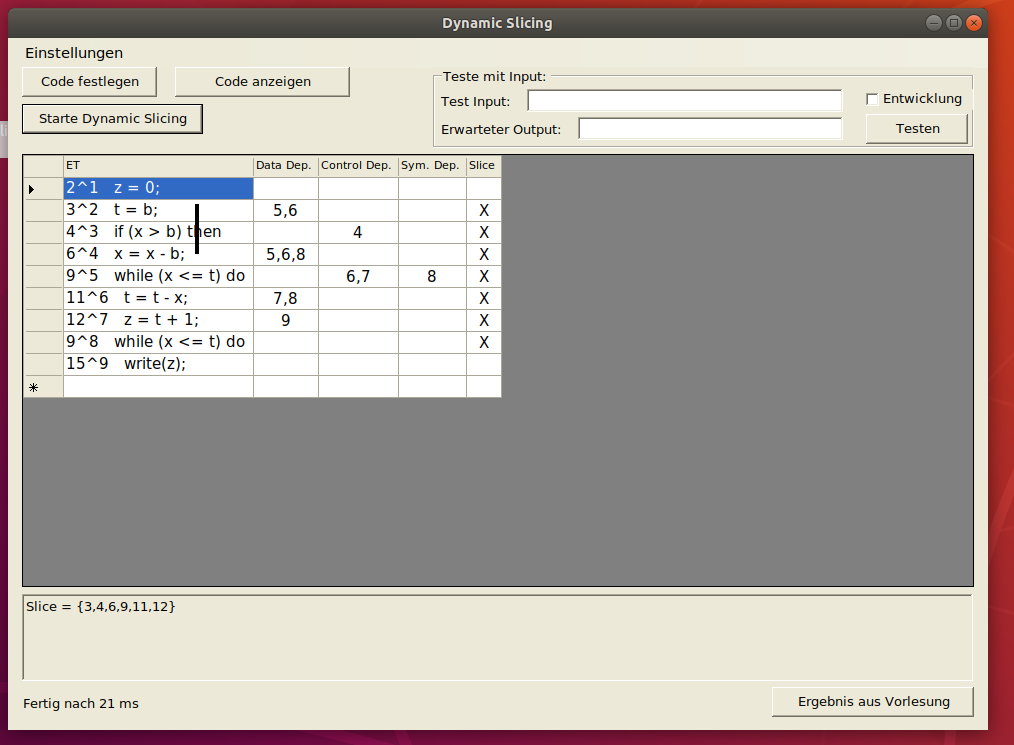 Dynamic Slicing
Einstellungen
Code festlegen Code anzeigen
Starte Dynamic Slicing
Teste mit Input:
Test Input:
Erwarteter Output:
Entwicklung
Testen
ET Data Dep. Control Dep. Sym. Dep. Slice
2^1 z = 0;
3^2 t = b; 5,6 X
4^3 if (x > b) then 4 X
6^4 x = x - b; 5,6,8 X
9^5 while (x <= t) do 6,7 8 X
11^6 t = t - x; 7,8 X
12^7 z = t + 1; 9 X
9^8 while (x <= t) do X
15^9 write(z);
*
Slice = {3,4,6,9,11,12}
Fertig nach 21 ms
Ergebnis aus Vorlesung